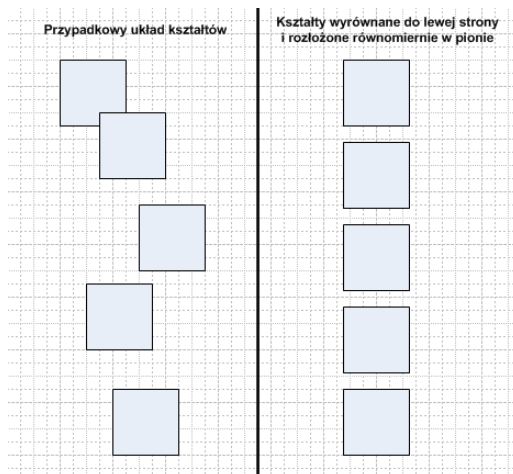 Przypadkowy układ kształtów
Kształty wyrównane do lewej strony
i rozłożone równomiernie w pionie